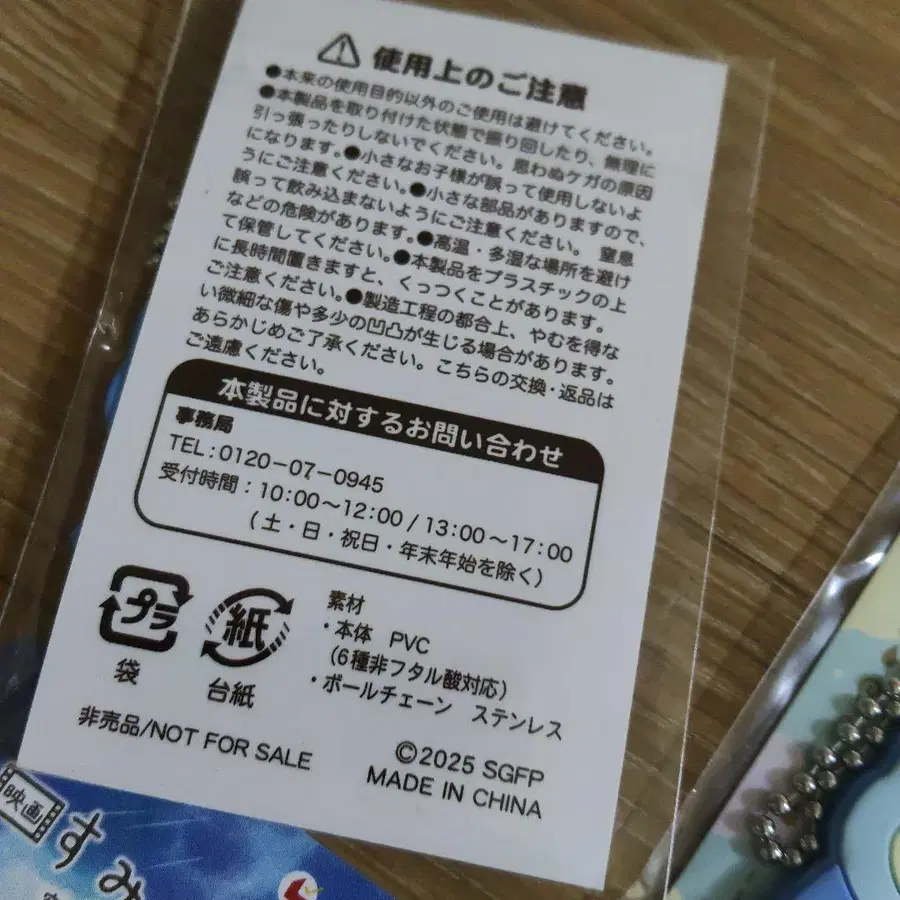 ⚠ 使用上のご注意
●本来の使用目的以外のご使用は避けてください。
●本製品を取り付けた状態で振り回したり、無理に
引っ張ったりしないでください。思わぬケガの原因
になります。●小さなお子様が誤って使用しないよ
うにご注意ください。●小さな部品がありますので、
誤って飲み込まないようにご注意ください。窒息
などの危険があります。●高温・多湿な場所を避け
て保管してください。●本製品をプラスチックの上
に長時間置きますと、くっつくことがあります。
ご注意ください。●製造工程の都合上、やむを得な
い微細な傷や多少の凹凸が生じる場合があります。
あらかじめご了承ください。こちらの交換・返品は
ご遠慮ください。
本製品に対するお問い合わせ
事務局
TEL:0120-07-0945
受付時間:10:00〜12:00/13:00〜17:00
(土・日・祝日・年末年始を除く)
プラ
袋
紙
台紙
素材
・本体 PVC
(6種非フタル酸対応)
・ボールチェーン ステンレス
非売品/NOT FOR SALE
©2025 SGFP
MADE IN CHINA
映画
すみ